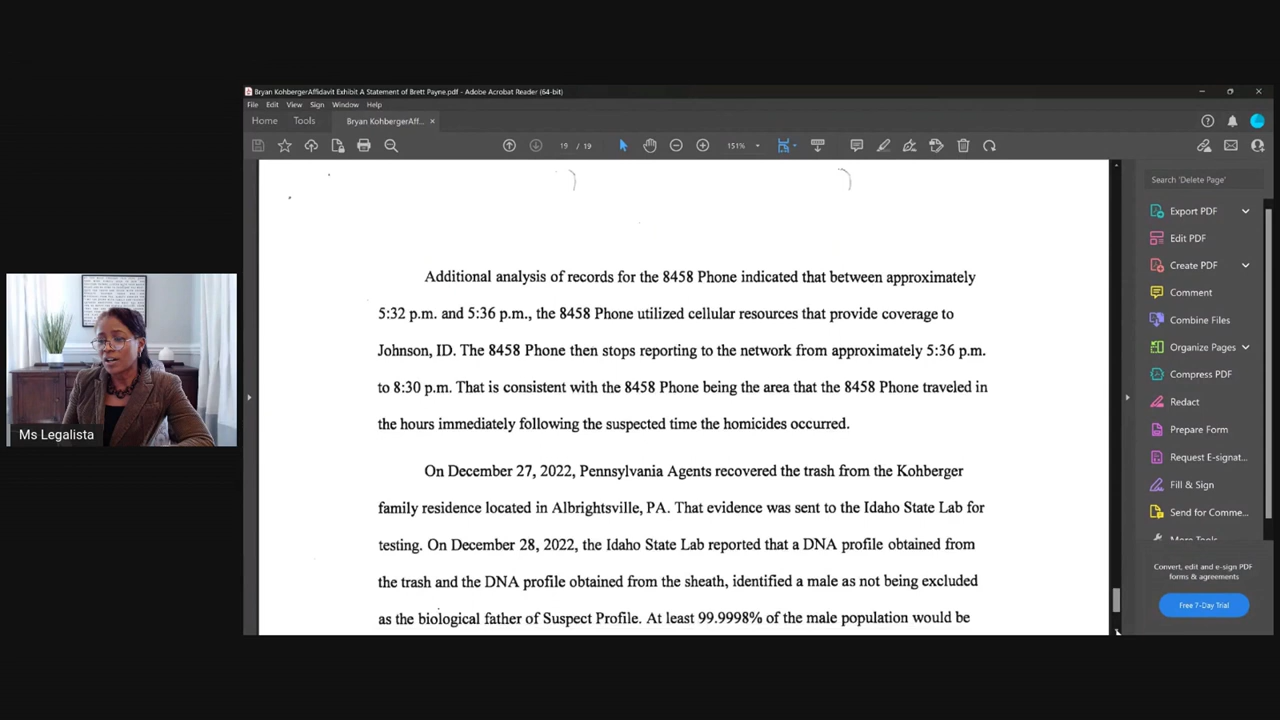 Bryan KohbergerAffidavit Exhibit A Statement of Brett Payne.pdf - Adobe Acrobat Reader (64-bit)
File Edit View Sign Window Help
Home Tools Bryan KohbergerAff... ×
19 / 19 151%
Search 'Delete Page'
Export PDF
Edit PDF
Create PDF
Comment
Combine Files
Organize Pages
Compress PDF
Redact
Prepare Form
Request E-signat...
Fill & Sign
Send for Comme...
More Tools
Convert, edit and e-sign PDF
forms & agreements
Free 7-Day Trial
Additional analysis of records for the 8458 Phone indicated that between approximately
5:32 p.m. and 5:36 p.m., the 8458 Phone utilized cellular resources that provide coverage to
Johnson, ID. The 8458 Phone then stops reporting to the network from approximately 5:36 p.m.
to 8:30 p.m. That is consistent with the 8458 Phone being the area that the 8458 Phone traveled in
the hours immediately following the suspected time the homicides occurred.
On December 27, 2022, Pennsylvania Agents recovered the trash from the Kohberger
family residence located in Albrightsville, PA. That evidence was sent to the Idaho State Lab for
testing. On December 28, 2022, the Idaho State Lab reported that a DNA profile obtained from
the trash and the DNA profile obtained from the sheath, identified a male as not being excluded
as the biological father of Suspect Profile. At least 99.9998% of the male population would be
Ms Legalista